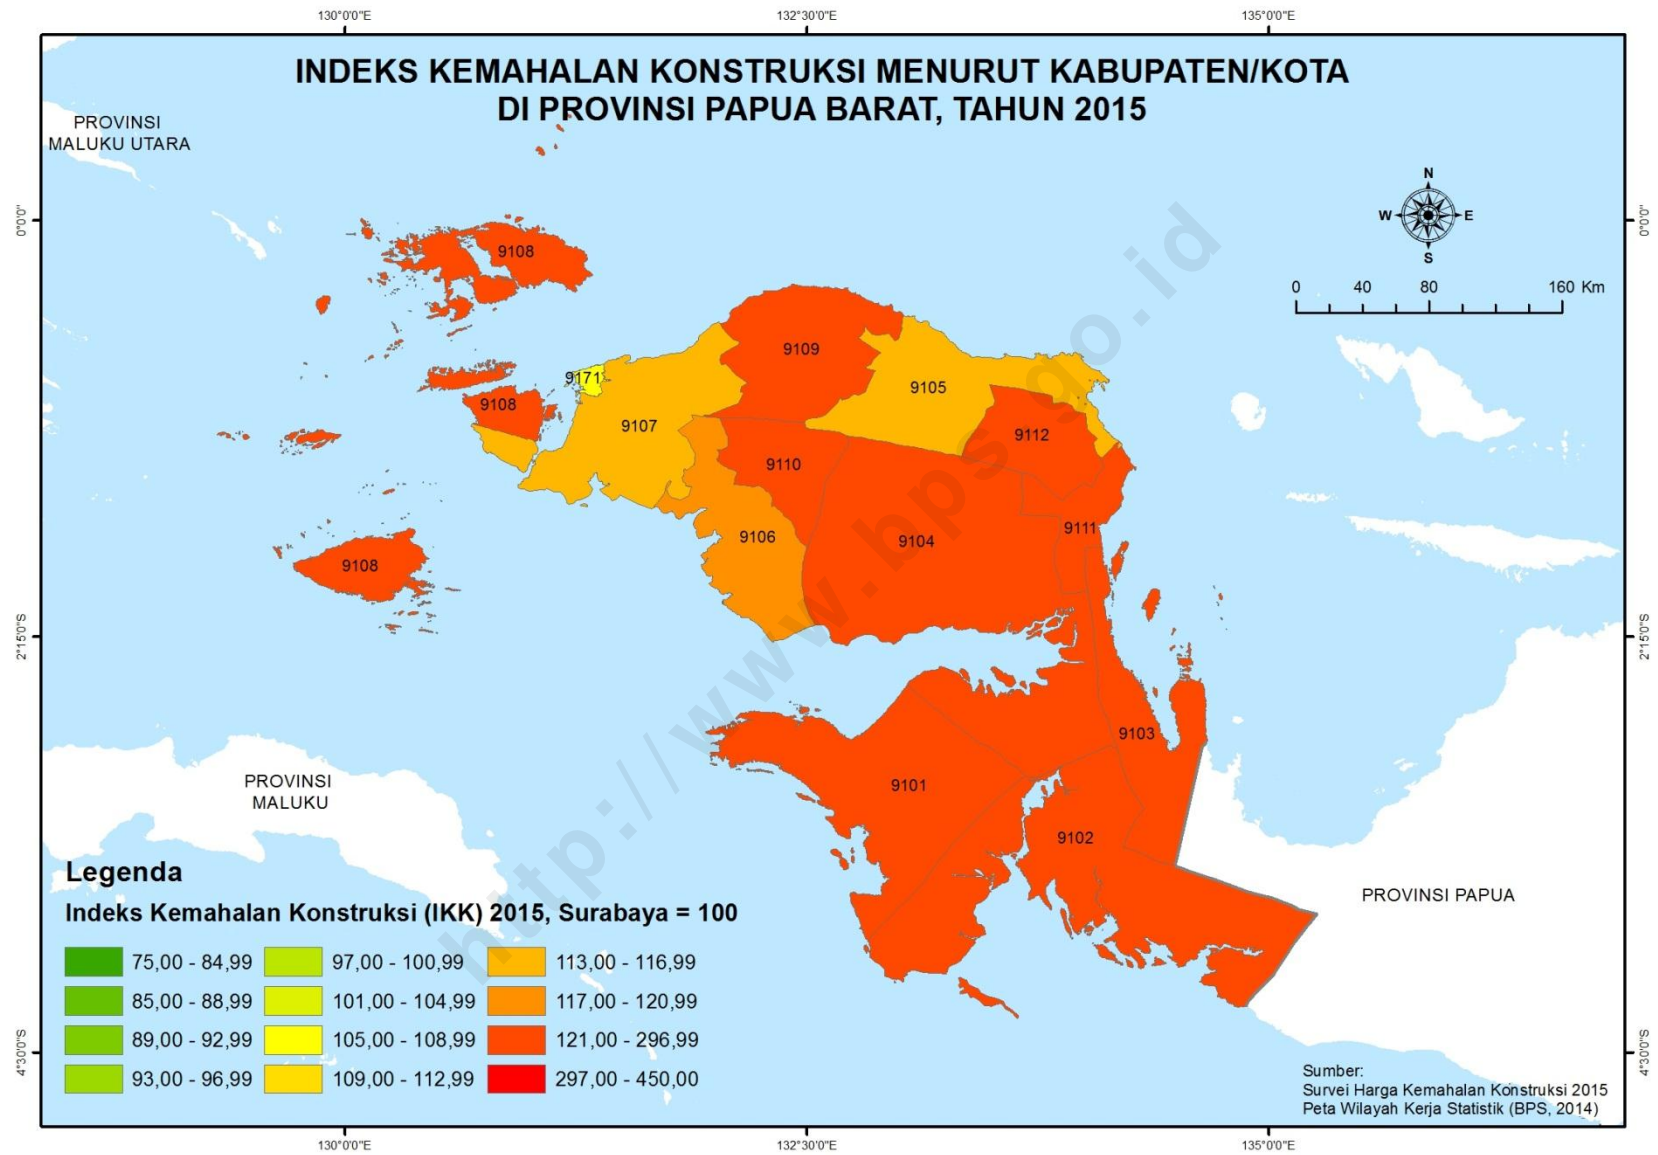 130°0'0"E
132°30'0"E
135°0'0"E
INDEKS KEMAHALAN KONSTRUKSI MENURUT KABUPATEN/KOTA
DI PROVINSI PAPUA BARAT, TAHUN 2015
PROVINSI
MALUKU UTARA
N
W
E
S
0°0'0"
0°0'0"
0
40
80
160 Km
9108
9109
9171
9105
9108
9107
9112
9110
9111
9106
9104
9108
2°15'0"S
2°15'0"S
9103
9101
9102
PROVINSI
MALUKU
PROVINSI PAPUA
http://www.bps.go.id
Legenda
Indeks Kemahalan Konstruksi (IKK) 2015, Surabaya = 100
75,00 - 84,99
97,00 - 100,99
113,00 - 116,99
85,00 - 88,99
101,00 - 104,99
117,00 - 120,99
89,00 - 92,99
105,00 - 108,99
121,00 - 296,99
93,00 - 96,99
109,00 - 112,99
297,00 - 450,00
4°30'0"S
4°30'0"S
Sumber:
Survei Harga Kemahalan Konstruksi 2015
Peta Wilayah Kerja Statistik (BPS, 2014)
130°0'0"E
132°30'0"E
135°0'0"E